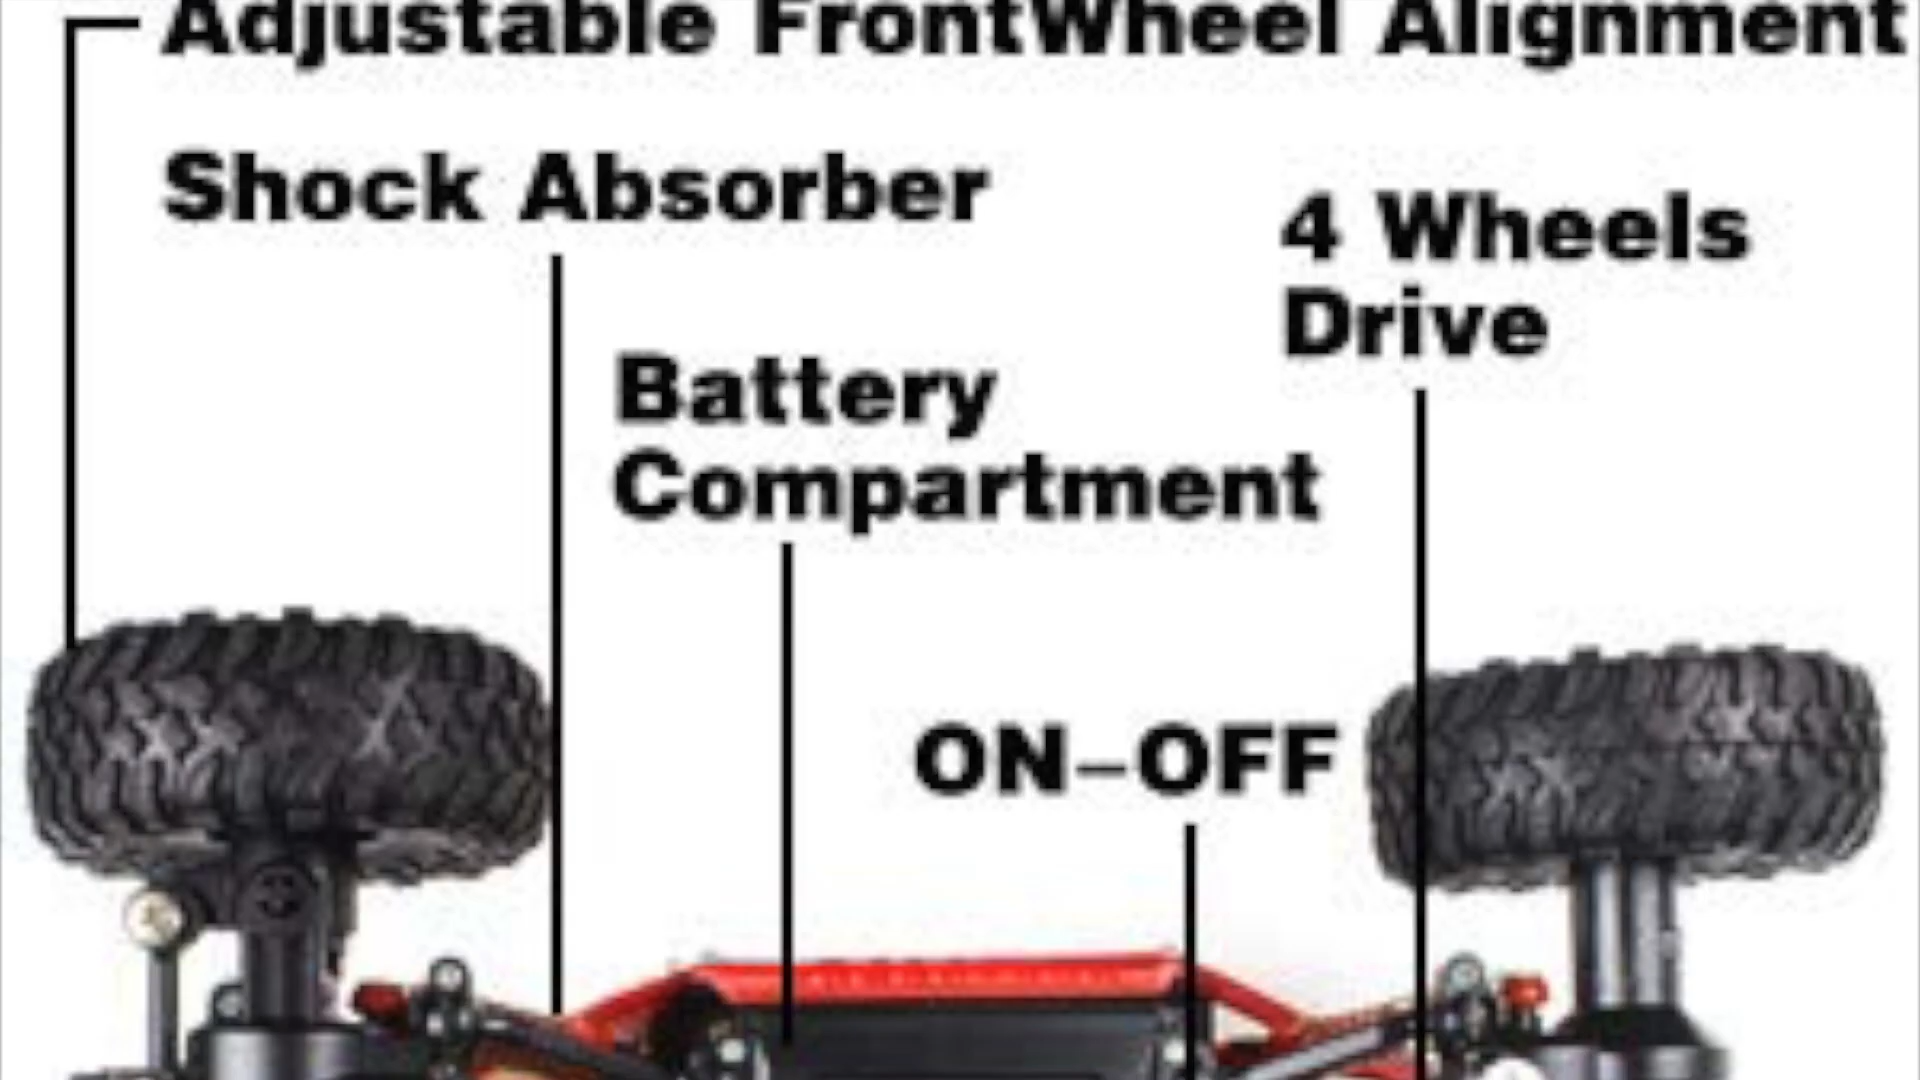 Adjustable FrontWheel Alignment
Shock Absorber
4 Wheels
Drive
Battery
Compartment
ON–OFF